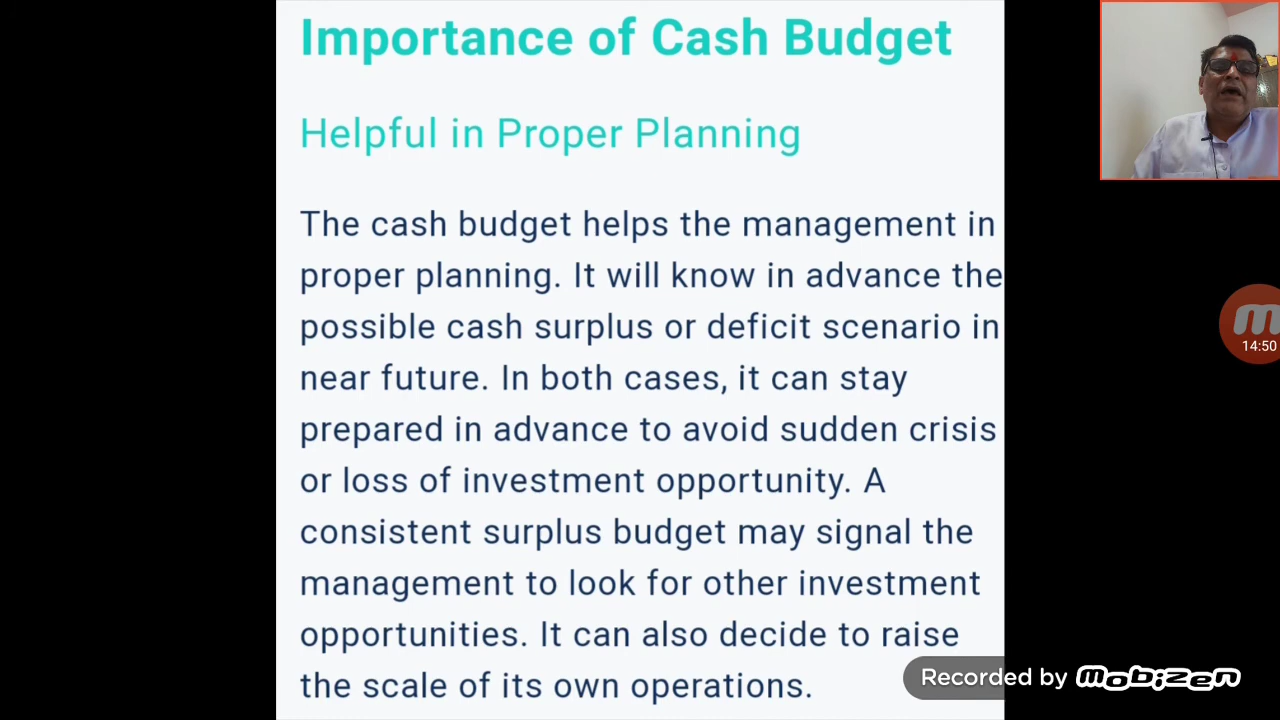 Importance of Cash Budget
Helpful in Proper Planning
The cash budget helps the management in
proper planning. It will know in advance the
possible cash surplus or deficit scenario in
near future. In both cases, it can stay
prepared in advance to avoid sudden crisis
or loss of investment opportunity. A
consistent surplus budget may signal the
management to look for other investment
opportunities. It can also decide to raise
the scale of its own operations.
14:50
Recorded by Mobizen